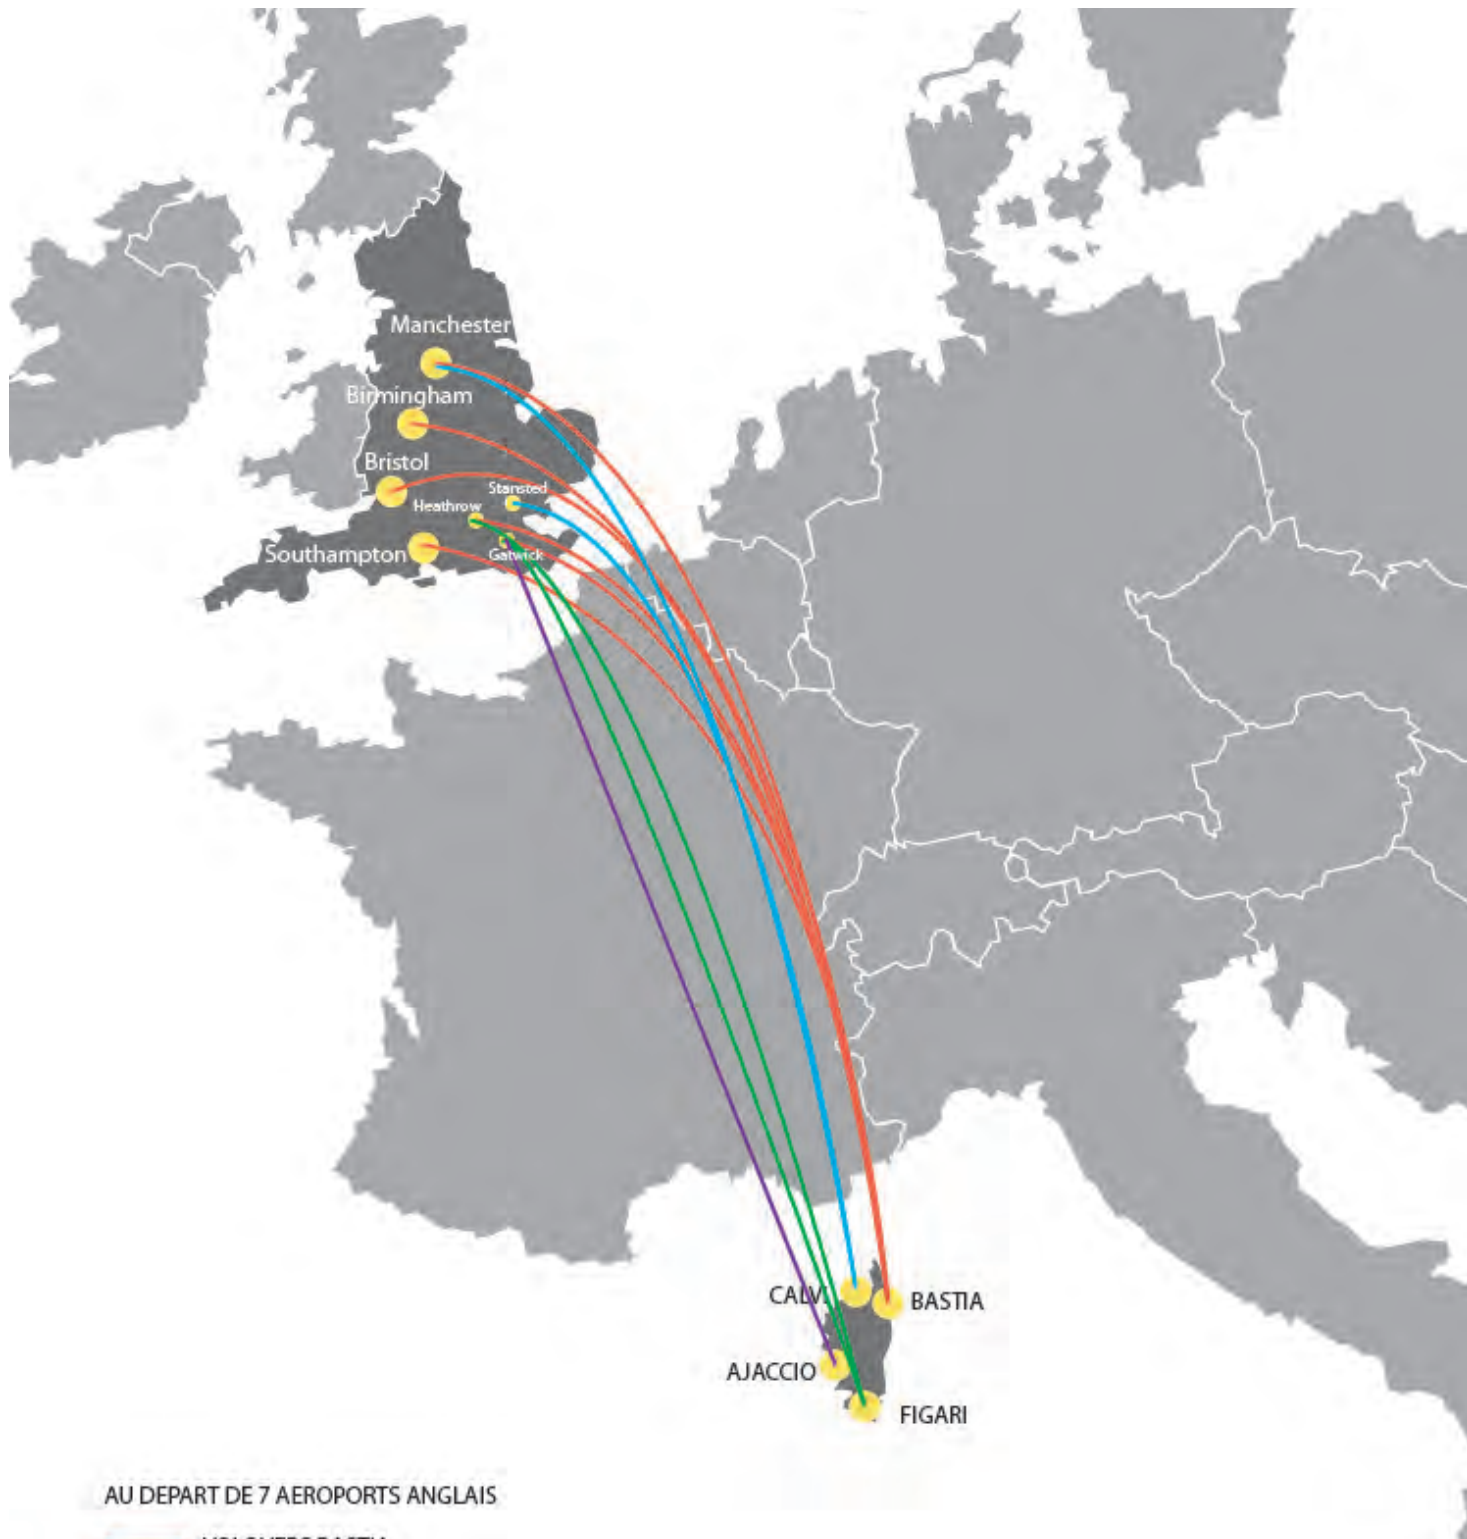 Manchester
Birmingham
Bristol
Stansted
Heathrow
Southampton
Gatwick
CALVI
BASTIA
AJACCIO
FIGARI
AU DEPART DE 7 AEROPORTS ANGLAIS